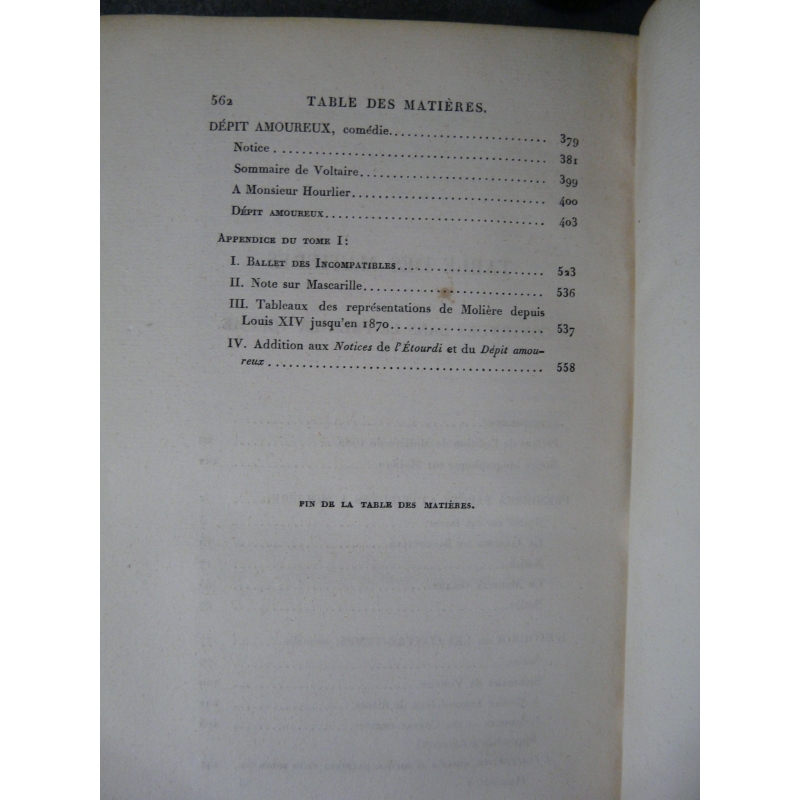 562 TABLE DES MATIÈRES.
DÉPIT AMOUREUX, comédie........................ 379
Notice........................................ 381
Sommaire de Voltaire........................... 399
A Monsieur Hourlier............................ 400
Dépit amoureux................................ 403
Appendice du tome I:
I. Ballet des Incompatibles...................... 523
II. Note sur Mascarille.......................... 536
III. Tableaux des représentations de Molière depuis
Louis XIV jusqu'en 1870........................ 537
IV. Addition aux Notices de l'Étourdi et du Dépit amou-
reux.......................................... 558
FIN DE LA TABLE DES MATIÈRES.